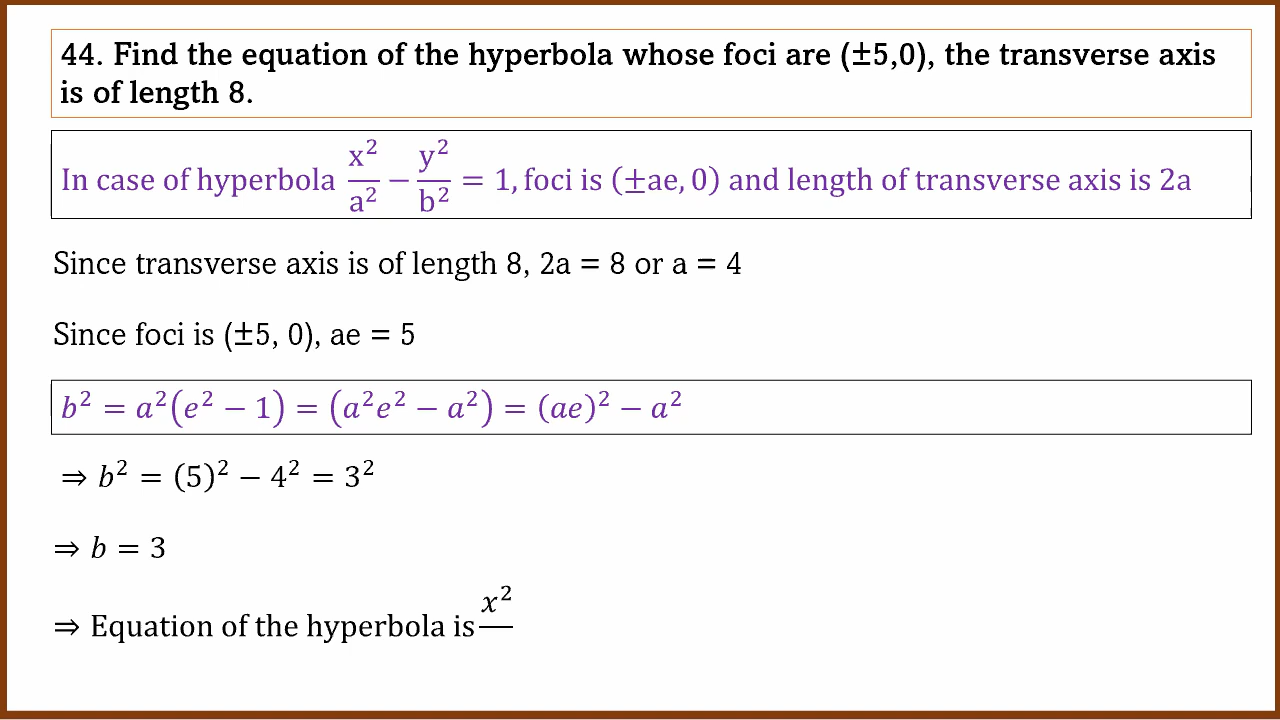 44. Find the equation of the hyperbola whose foci are (±5,0), the transverse axis
is of length 8.
In case of hyperbola x²/a² − y²/b² = 1, foci is (±ae, 0) and length of transverse axis is 2a
Since transverse axis is of length 8, 2a = 8 or a = 4
Since foci is (±5, 0), ae = 5
b² = a²(e² − 1) = (a²e² − a²) = (ae)² − a²
⇒ b² = (5)² − 4² = 3²
⇒ b = 3
⇒ Equation of the hyperbola is x²/